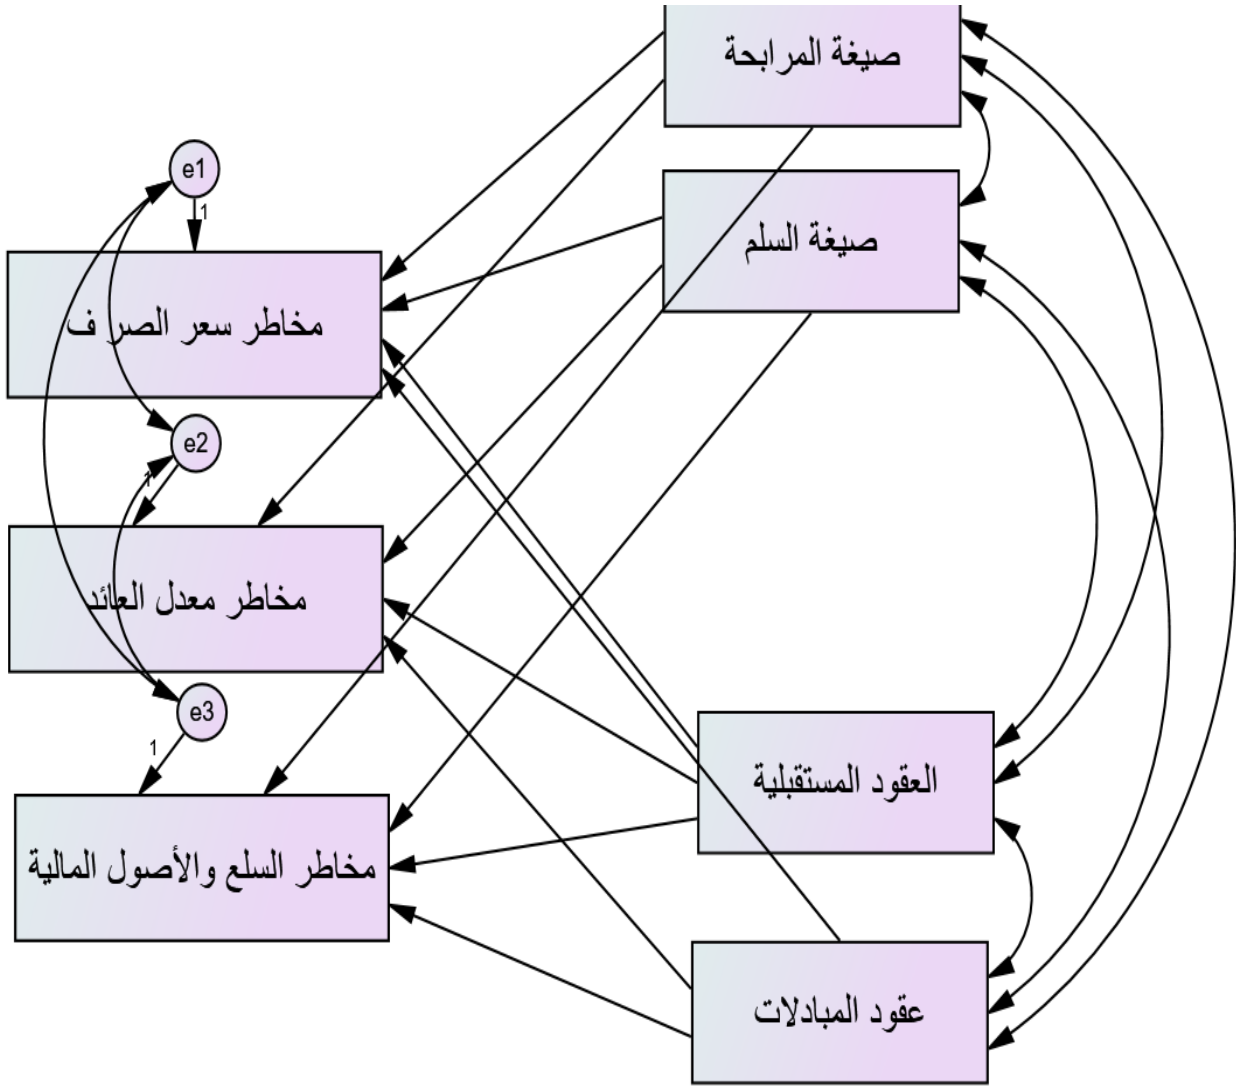 صيغة المرابحة
e1
1
صيغة السلم
مخاطر سعر الصر ف
e2
1
مخاطر معدل العائد
e3
1
العقود المستقبلية
مخاطر السلع والأصول المالية
عقود المبادلات